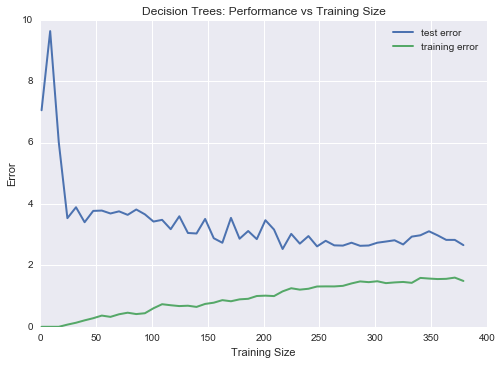 Decision Trees: Performance vs Training Size
test error
training error
Error
10
8
6
4
2
0
0 50 100 150 200 250 300 350 400
Training Size